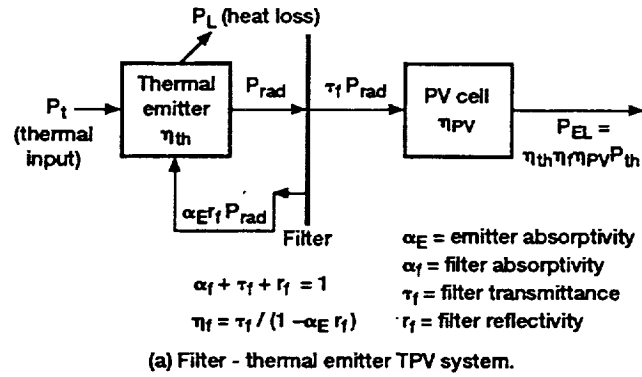 P_L (heat loss)
Thermal
emitter
η_th
P_rad
τ_f P_rad
PV cell
η_PV
P_t
(thermal
input)
P_EL =
η_th η_f η_PV P_th
α_E r_f P_rad
Filter
α_E = emitter absorptivity
α_f = filter absorptivity
τ_f = filter transmittance
r_f = filter reflectivity
α_f + τ_f + r_f = 1
η_f = τ_f / (1 - α_E r_f)
(a) Filter - thermal emitter TPV system.